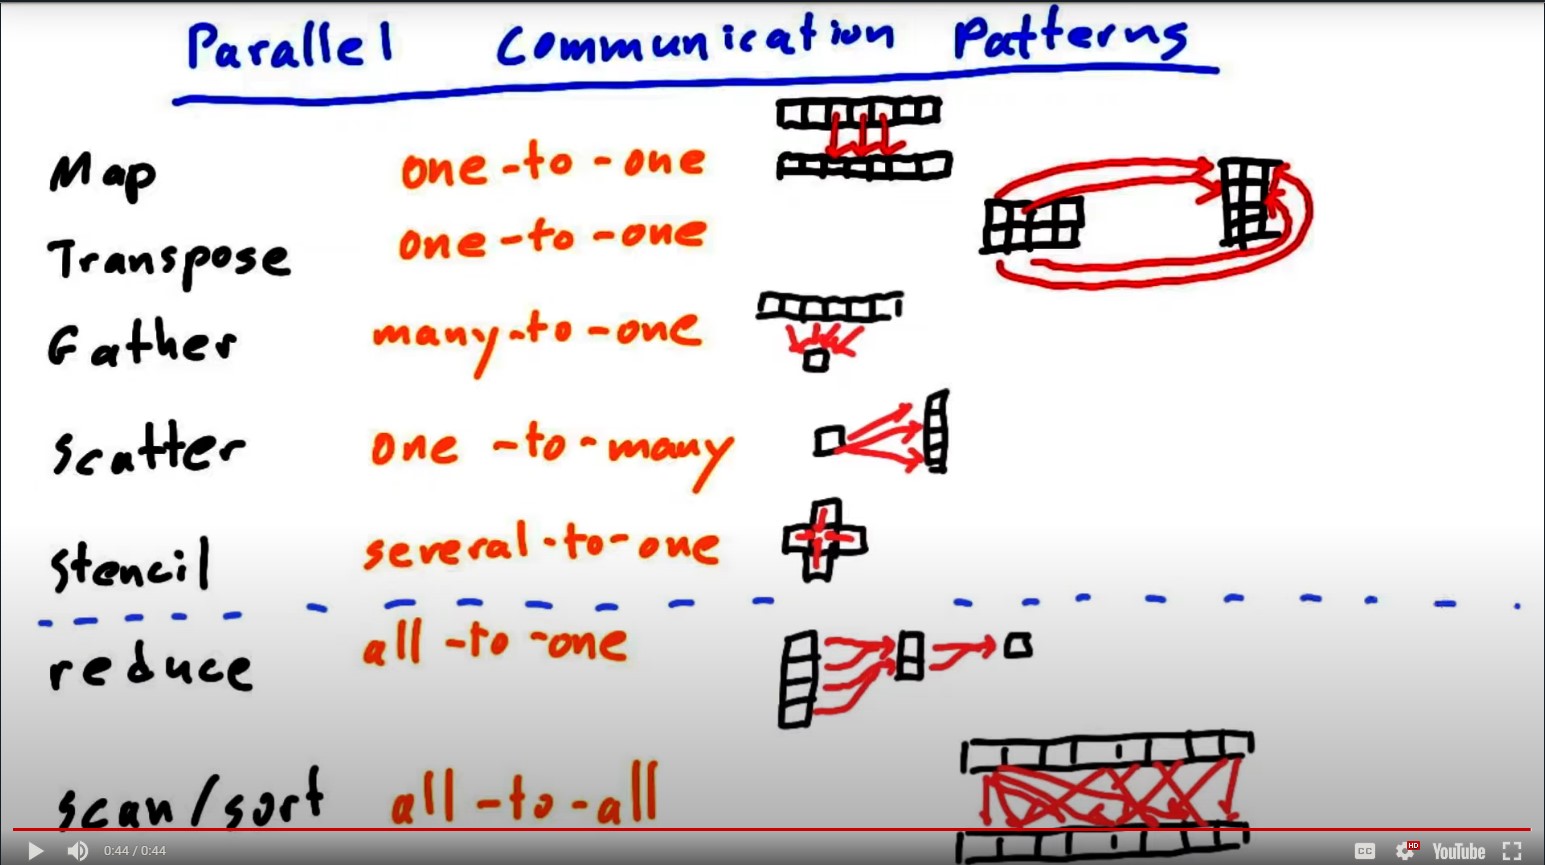 Parallel Communication Patterns
Map one-to-one
Transpose one-to-one
Gather many-to-one
Scatter one-to-many
Stencil several-to-one
reduce all-to-one
scan/sort all-to-all
0:44 / 0:44 CC HD YouTube